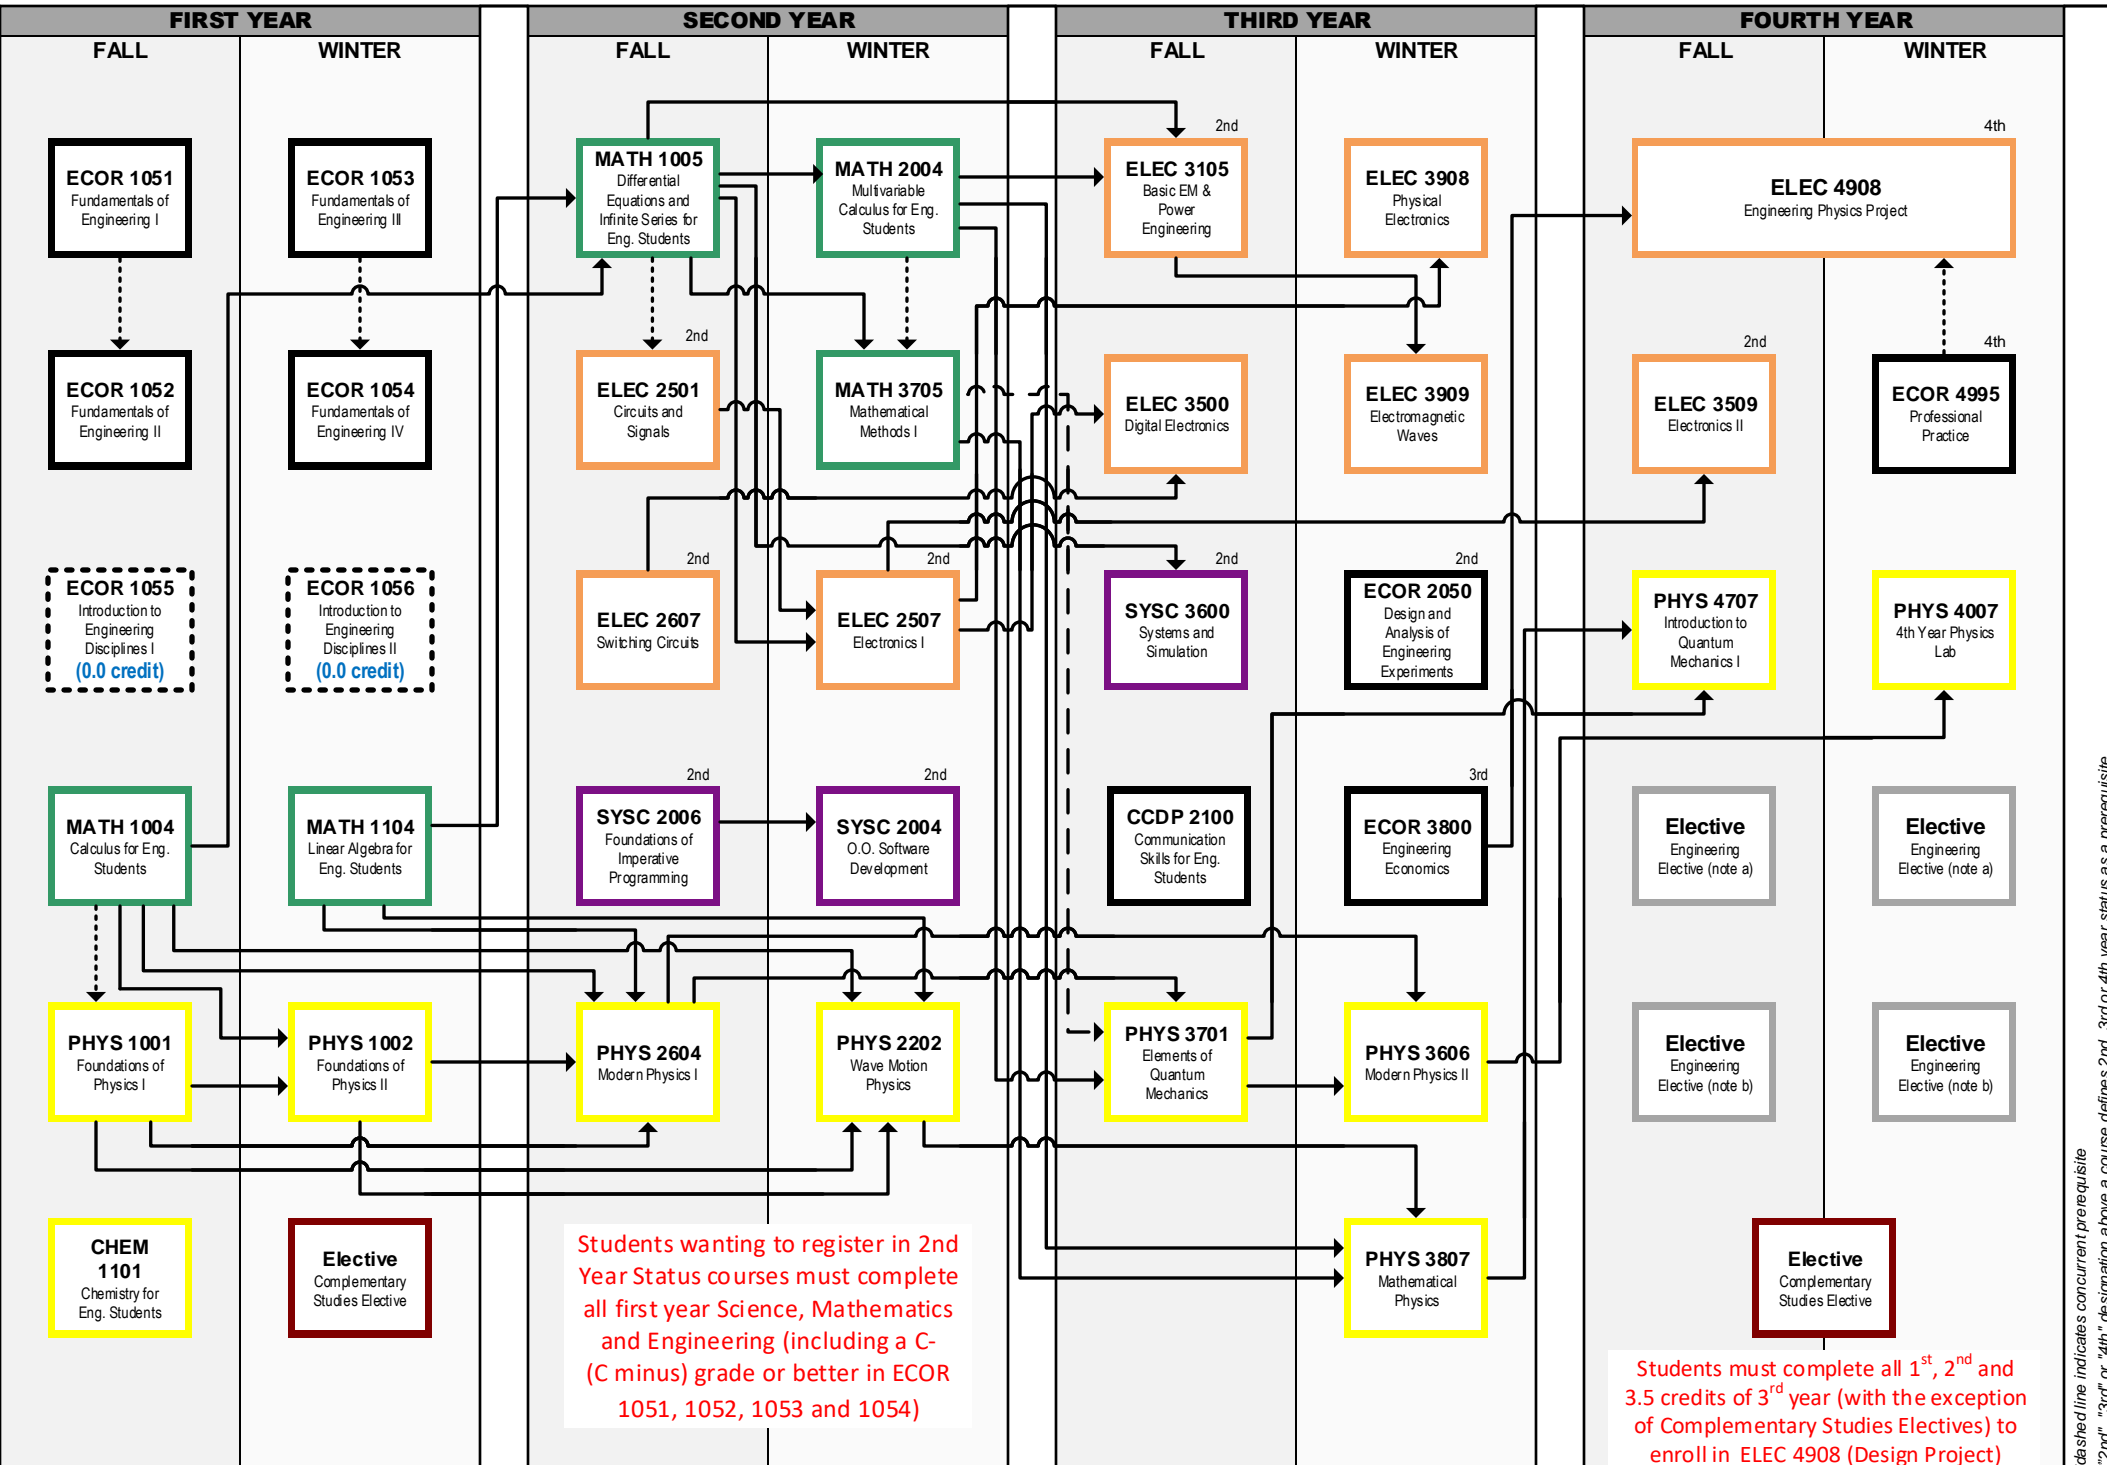 FIRST YEAR
SECOND YEAR
THIRD YEAR
FOURTH YEAR
FALL
WINTER
FALL
WINTER
FALL
WINTER
FALL
WINTER
ECOR 1051
Fundamentals of
Engineering I
ECOR 1053
Fundamentals of
Engineering III
MATH 1005
Differential
Equations and
Infinite Series for
Eng. Students
MATH 2004
Multivariable
Calculus for Eng.
Students
2nd
ELEC 3105
Basic EM &
Power
Engineering
ELEC 3908
Physical
Electronics
4th
ELEC 4908
Engineering Physics Project
ECOR 1052
Fundamentals of
Engineering II
ECOR 1054
Fundamentals of
Engineering IV
2nd
ELEC 2501
Circuits and
Signals
MATH 3705
Mathematical
Methods I
ELEC 3500
Digital Electronics
ELEC 3909
Electromagnetic
Waves
2nd
ELEC 3509
Electronics II
4th
ECOR 4995
Professional
Practice
ECOR 1055
Introduction to
Engineering
Disciplines I
(0.0 credit)
ECOR 1056
Introduction to
Engineering
Disciplines II
(0.0 credit)
2nd
ELEC 2607
Switching Circuits
2nd
ELEC 2507
Electronics I
2nd
SYSC 3600
Systems and
Simulation
2nd
ECOR 2050
Design and
Analysis of
Engineering
Experiments
PHYS 4707
Introduction to
Quantum
Mechanics I
PHYS 4007
4th Year Physics
Lab
MATH 1004
Calculus for Eng.
Students
MATH 1104
Linear Algebra for
Eng. Students
2nd
SYSC 2006
Foundations of
Imperative
Programming
2nd
SYSC 2004
O.O. Software
Development
CCDP 2100
Communication
Skills for Eng.
Students
3rd
ECOR 3800
Engineering
Economics
Elective
Engineering
Elective (note a)
Elective
Engineering
Elective (note a)
PHYS 1001
Foundations of
Physics I
PHYS 1002
Foundations of
Physics II
PHYS 2604
Modern Physics I
PHYS 2202
Wave Motion
Physics
PHYS 3701
Elements of
Quantum
Mechanics
PHYS 3606
Modern Physics II
Elective
Engineering
Elective (note b)
Elective
Engineering
Elective (note b)
CHEM
1101
Chemistry for
Eng. Students
Elective
Complementary
Studies Elective
Students wanting to register in 2nd
Year Status courses must complete
all first year Science, Mathematics
and Engineering (including a C-
(C minus) grade or better in ECOR
1051, 1052, 1053 and 1054)
PHYS 3807
Mathematical
Physics
Elective
Complementary
Studies Elective
Students must complete all 1st, 2nd and
3.5 credits of 3rd year (with the exception
of Complementary Studies Electives) to
enroll in ELEC 4908 (Design Project)
dashed line indicates concurrent prerequisite
"2nd", "3rd" or "4th" designation above a course defines 2nd, 3rd or 4th year status as a prerequisite